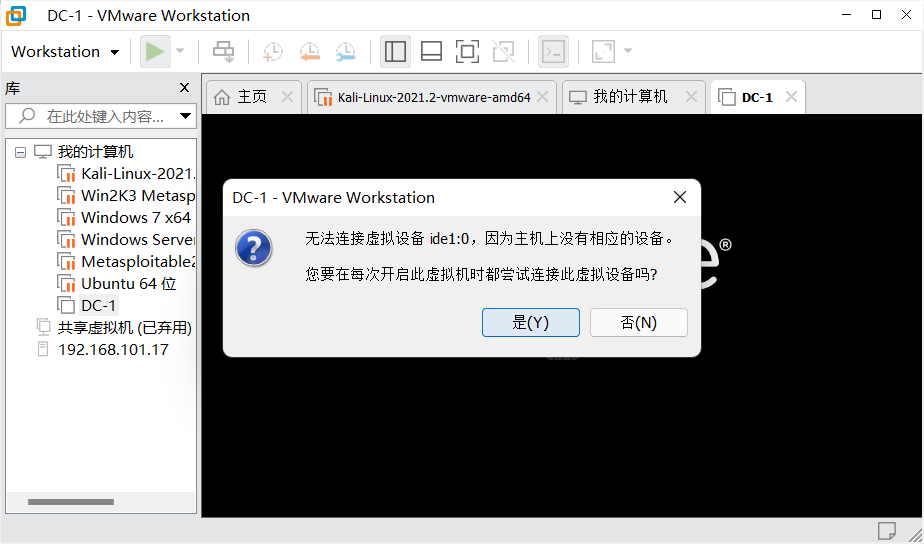 DC-1 - VMware Workstation
Workstation
库
主页
Kali-Linux-2021.2-vmware-amd64
我的计算机
DC-1
在此处键入内容...
我的计算机
Kali-Linux-2021.
Win2K3 Metasp
Windows 7 x64
Windows Server
Metasploitable2
Ubuntu 64 位
DC-1
共享虚拟机 (已弃用)
192.168.101.17
DC-1 - VMware Workstation
无法连接虚拟设备 ide1:0，因为主机上没有相应的设备。
您要在每次开启此虚拟机时都尝试连接此虚拟设备吗?
是(Y)
否(N)
e®